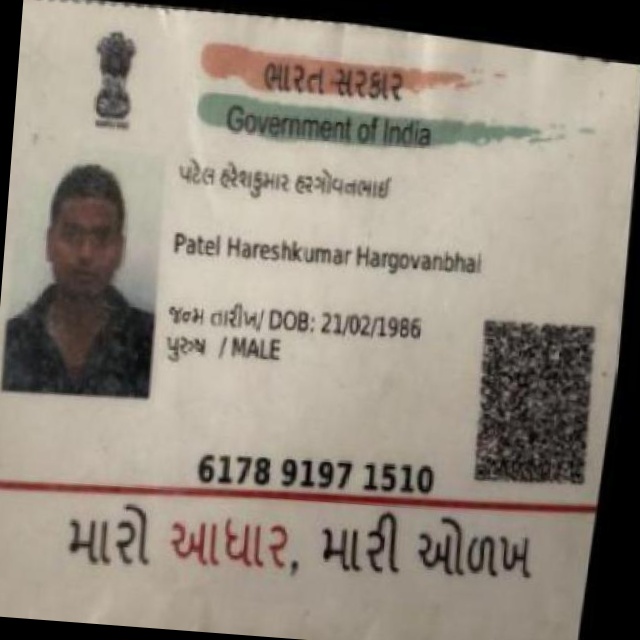 ભારત સરકાર
Government of India
પટેલ હરેશકુમાર હરગોવનભાઈ
Patel Hareshkumar Hargovanbhai
જન્મ તારીખ/ DOB: 21/02/1986
પુરુષ / MALE
6178 9197 1510
મારો આધાર, મારી ઓળખ